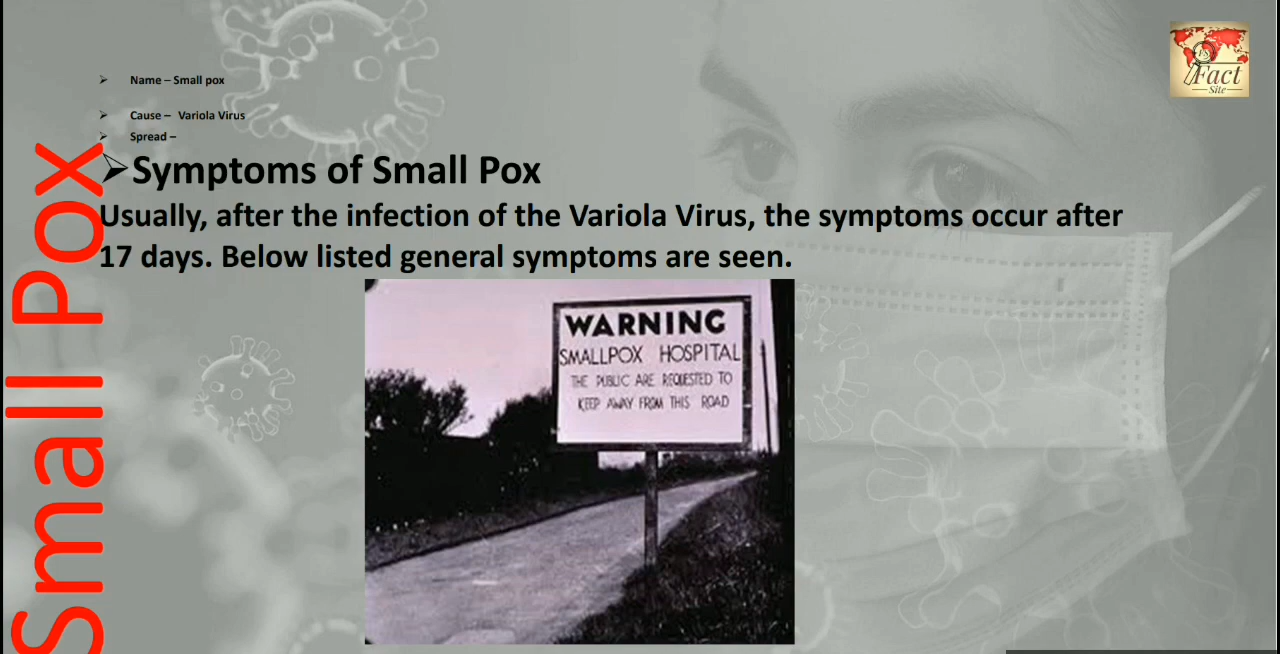 Name – Small pox
Cause – Variola Virus
Spread –
Symptoms of Small Pox
Usually, after the infection of the Variola Virus, the symptoms occur after
17 days. Below listed general symptoms are seen.
Small Pox
WARNING
SMALLPOX HOSPITAL
THE PUBLIC ARE REQUESTED TO
KEEP AWAY FROM THIS ROAD
Fact
Site